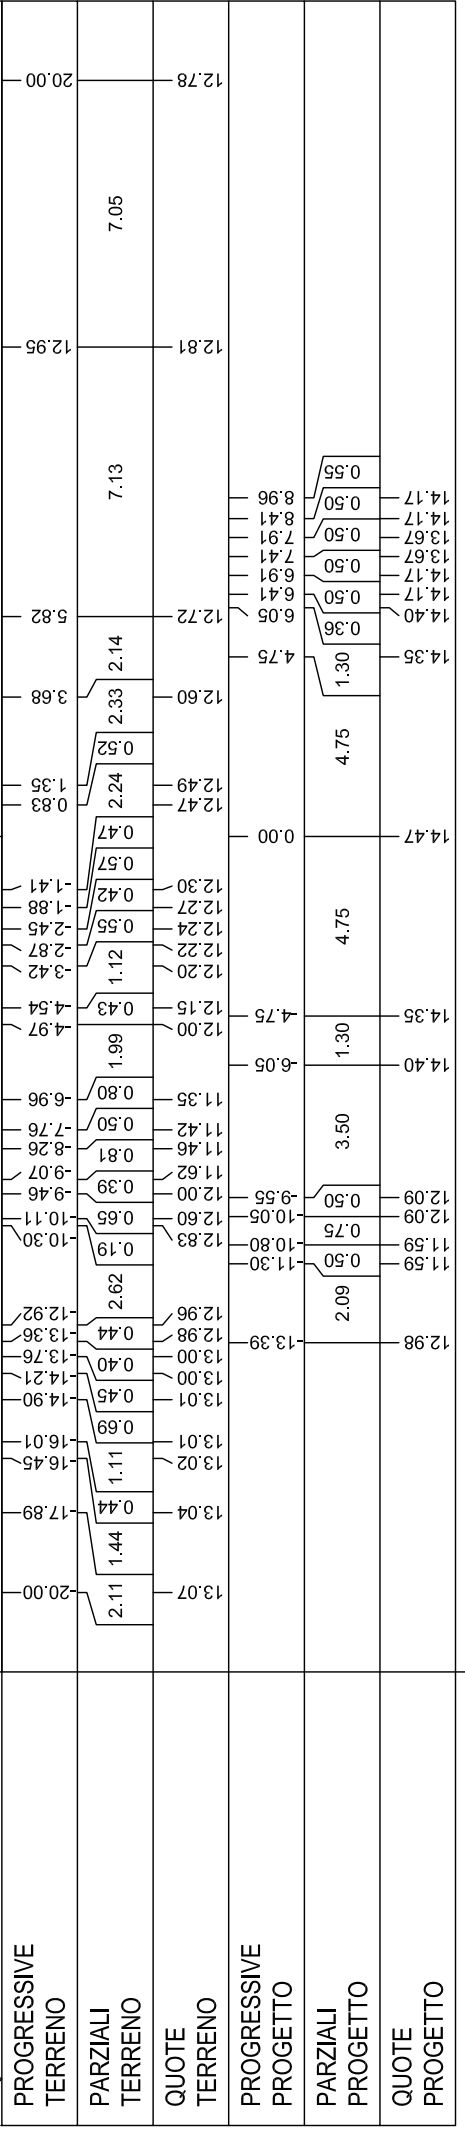 PROGRESSIVE
TERRENO
-20.00 -17.89 -16.45 -16.01 -14.90 -14.21 -13.76 -13.36 -12.92 -10.30 -10.11 -9.46 -9.07 -8.26 -7.76 -6.96 -4.97 -4.54 -3.42 -2.87 -2.45 -1.88 -1.41 0.83 1.35 3.68 5.82 12.95 20.00
PARZIALI
TERRENO
2.11 1.44 0.44 1.11 0.69 0.45 0.40 0.44 2.62 0.19 0.65 0.39 0.81 0.50 0.80 1.99 0.43 1.12 0.55 0.42 0.57 0.47 2.24 0.52 2.33 2.14 7.13 7.05
QUOTE
TERRENO
13.07 13.04 13.02 13.01 13.01 13.00 13.00 12.98 12.96 12.83 12.60 12.00 11.62 11.46 11.42 11.35 12.00 12.15 12.20 12.22 12.24 12.27 12.30 12.47 12.49 12.60 12.72 12.81 12.78
PROGRESSIVE
PROGETTO
-13.39 -11.30 -10.80 -10.05 -9.55 -6.05 -4.75 0.00 4.75 6.05 6.41 6.91 7.41 7.91 8.41 8.96
PARZIALI
PROGETTO
2.09 0.50 0.75 0.50 3.50 1.30 4.75 4.75 1.30 0.36 0.50 0.50 0.50 0.50 0.55
QUOTE
PROGETTO
12.98 11.59 11.59 12.09 12.09 14.40 14.35 14.47 14.35 14.40 14.17 14.17 13.67 13.67 14.17 14.17